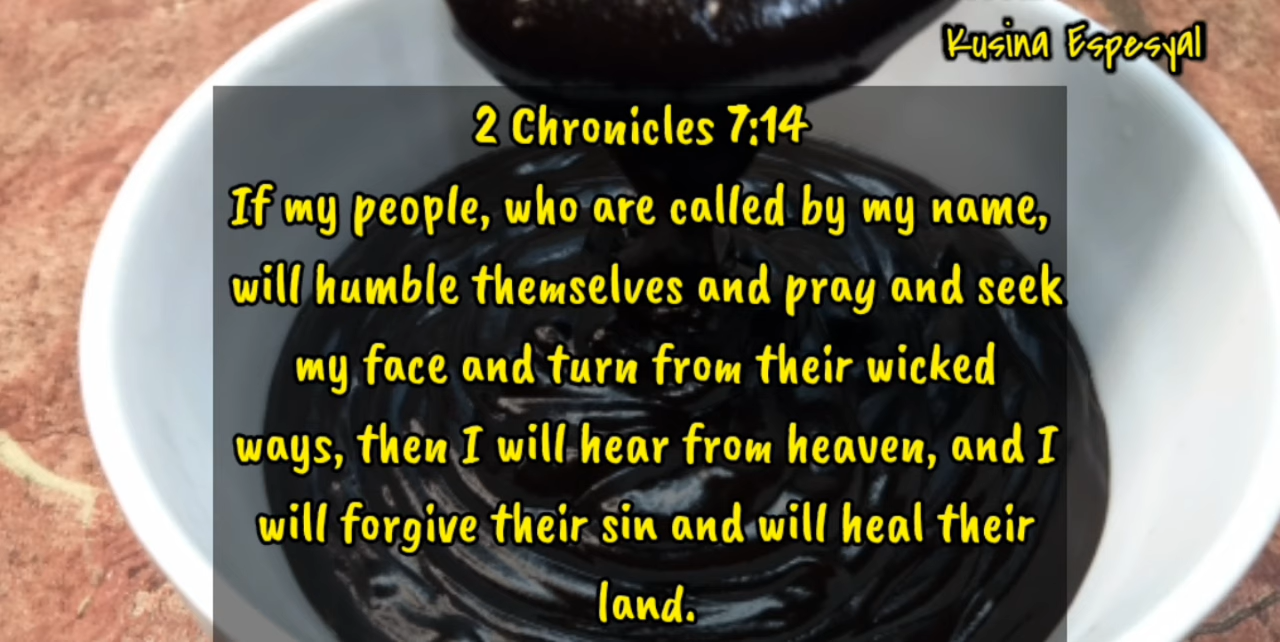 Kusina Espesyal
2 Chronicles 7:14
If my people, who are called by my name,
will humble themselves and pray and seek
my face and turn from their wicked
ways, then I will hear from heaven, and I
will forgive their sin and will heal their
land.